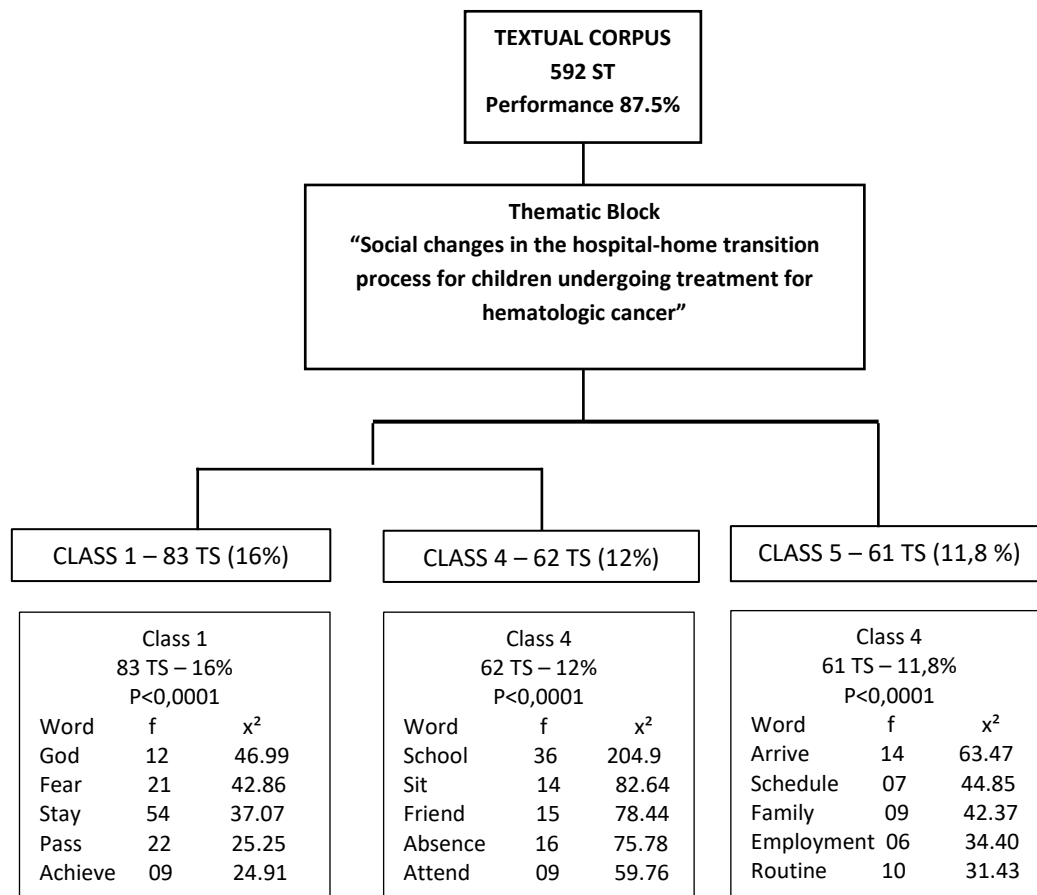 TEXTUAL CORPUS
592 ST
Performance 87.5%
Thematic Block
“Social changes in the hospital-home transition
process for children undergoing treatment for
hematologic cancer”
CLASS 1 – 83 TS (16%)
CLASS 4 – 62 TS (12%)
CLASS 5 – 61 TS (11,8 %)
Class 1
83 TS – 16%
P<0,0001
Word f x²
God 12 46.99
Fear 21 42.86
Stay 54 37.07
Pass 22 25.25
Achieve 09 24.91
Class 4
62 TS – 12%
P<0,0001
Word f x²
School 36 204.9
Sit 14 82.64
Friend 15 78.44
Absence 16 75.78
Attend 09 59.76
Class 4
61 TS – 11,8%
P<0,0001
Word f x²
Arrive 14 63.47
Schedule 07 44.85
Family 09 42.37
Employment 06 34.40
Routine 10 31.43